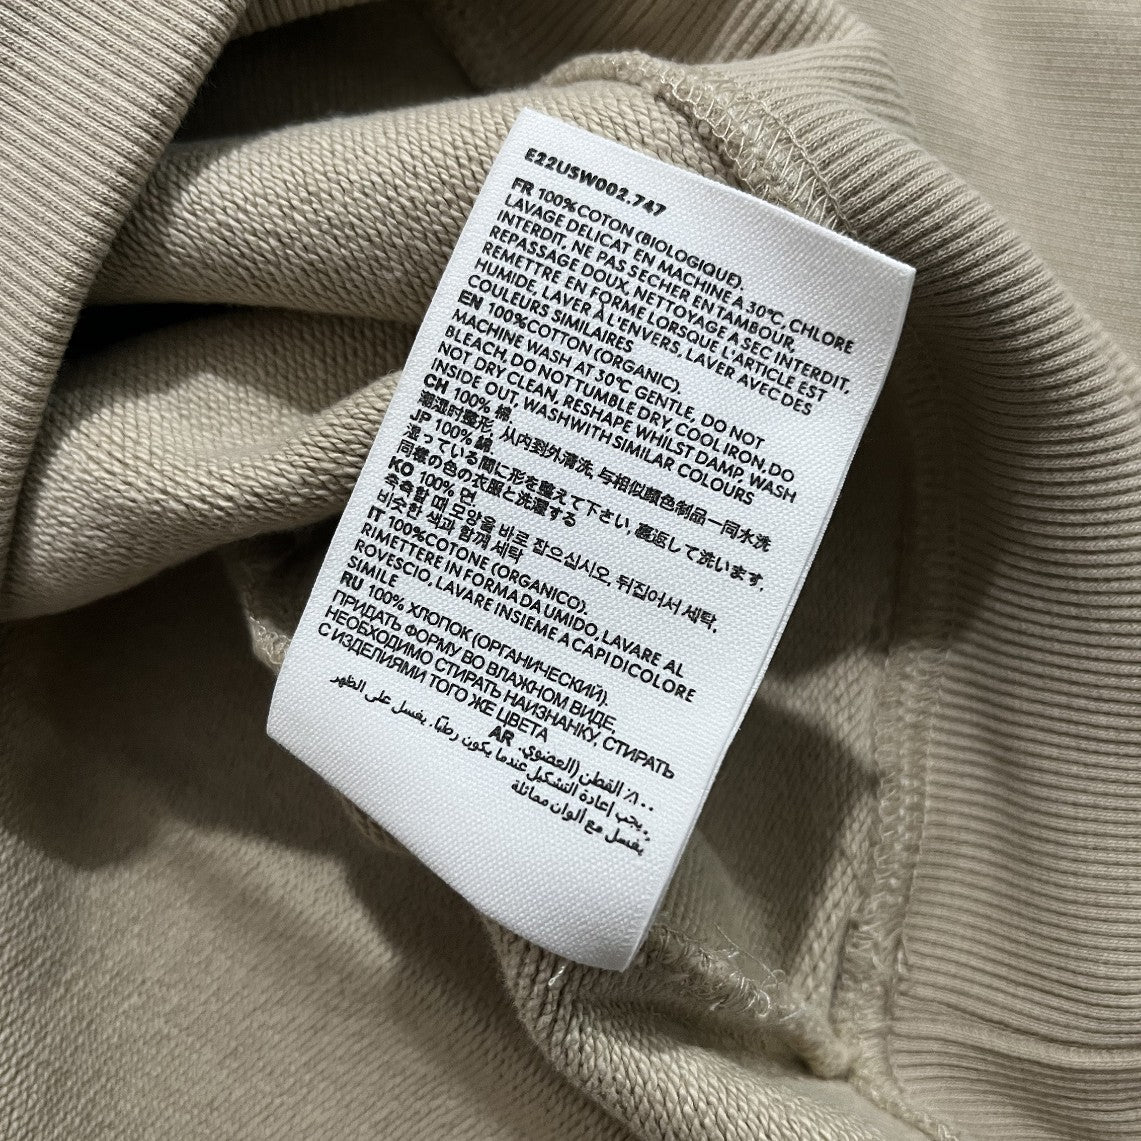 E22USW002.747
FR 100%COTON (BIOLOGIQUE).
LAVAGE DELICAT EN MACHINE A 30℃, CHLORE
INTERDIT, NE PAS SECHER EN TAMBOUR,
REPASSAGE DOUX, NETTOYAGE A SEC INTERDIT,
REMETTRE EN FORME LORSQUE L'ARTICLE EST
HUMIDE, LAVER À L'ENVERS, LAVER AVEC DES
COULEURS SIMILAIRES
EN 100%COTTON (ORGANIC).
MACHINE WASH AT 30℃ GENTLE, DO NOT
BLEACH, DO NOT TUMBLE DRY, COOL IRON, DO
NOT DRY CLEAN, RESHAPE WHILST DAMP, WASH
INSIDE OUT, WASHWITH SIMILAR COLOURS
CH 100% 綿
潮湿时整形, 从内到外清洗, 与相似顔色制品一同水洗
JP 100% 綿
湿っている間に形を整えて下さい, 裏返して洗います,
同様の色の衣服と洗濯する
KO 100% 면
축축할 때 모양을 바로 잡으십시오, 뒤집어서 세탁,
비슷한 색과 함께 세탁
IT 100%COTONE (ORGANICO).
RIMETTERE IN FORMA DA UMIDO, LAVARE AL
ROVESCIO, LAVARE INSIEME A CAPI DI COLORE
SIMILE
RU 100% ХЛОПОК (ОРГАНИЧЕСКИЙ).
ПРИДАТЬ ФОРМУ ВО ВЛАЖНОМ ВИДЕ,
НЕОБХОДИМО СТИРАТЬ НАИЗНАНКУ, СТИРАТЬ
С ИЗДЕЛИЯМИ ТОГО ЖЕ ЦВЕТА
AR
١٠٠٪ القطن (العضوي).
يجب إعادة التشكيل عندما يكون رطبًا. يغسل على الظهر
يغسل مع ألوان مماثلة